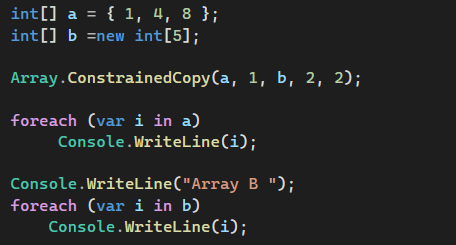 int[] a = { 1, 4, 8 };
int[] b =new int[5];
Array.ConstrainedCopy(a, 1, b, 2, 2);
foreach (var i in a)
Console.WriteLine(i);
Console.WriteLine("Array B ");
foreach (var i in b)
Console.WriteLine(i);